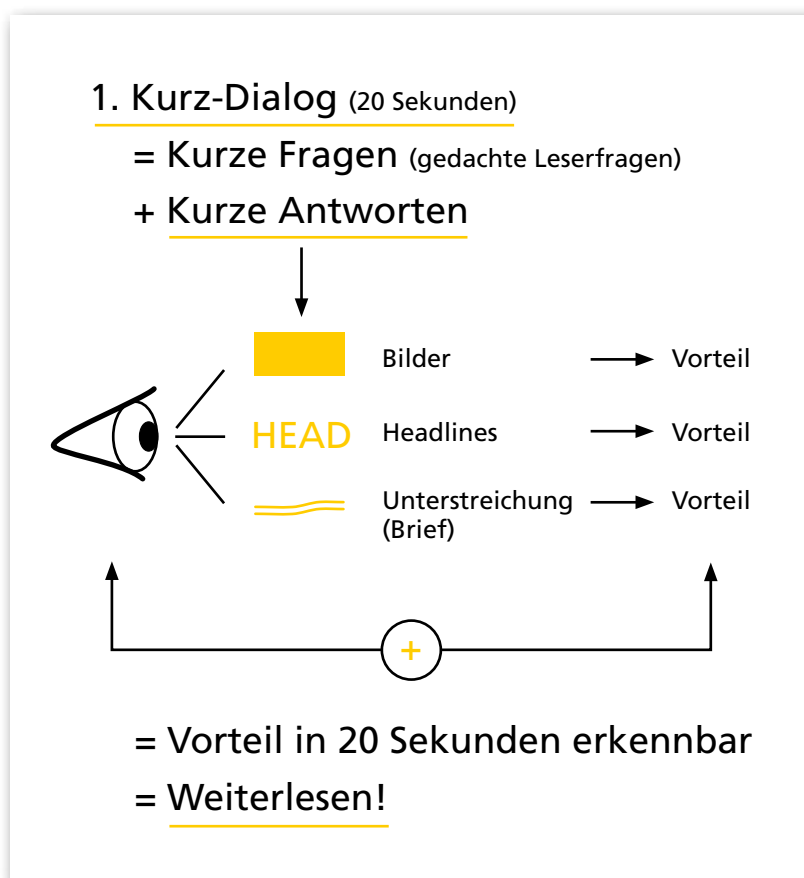 1. Kurz-Dialog (20 Sekunden)
= Kurze Fragen (gedachte Leserfragen)
+ Kurze Antworten
Bilder Vorteil
HEAD Headlines Vorteil
Unterstreichung Vorteil
(Brief)
+
= Vorteil in 20 Sekunden erkennbar
= Weiterlesen!